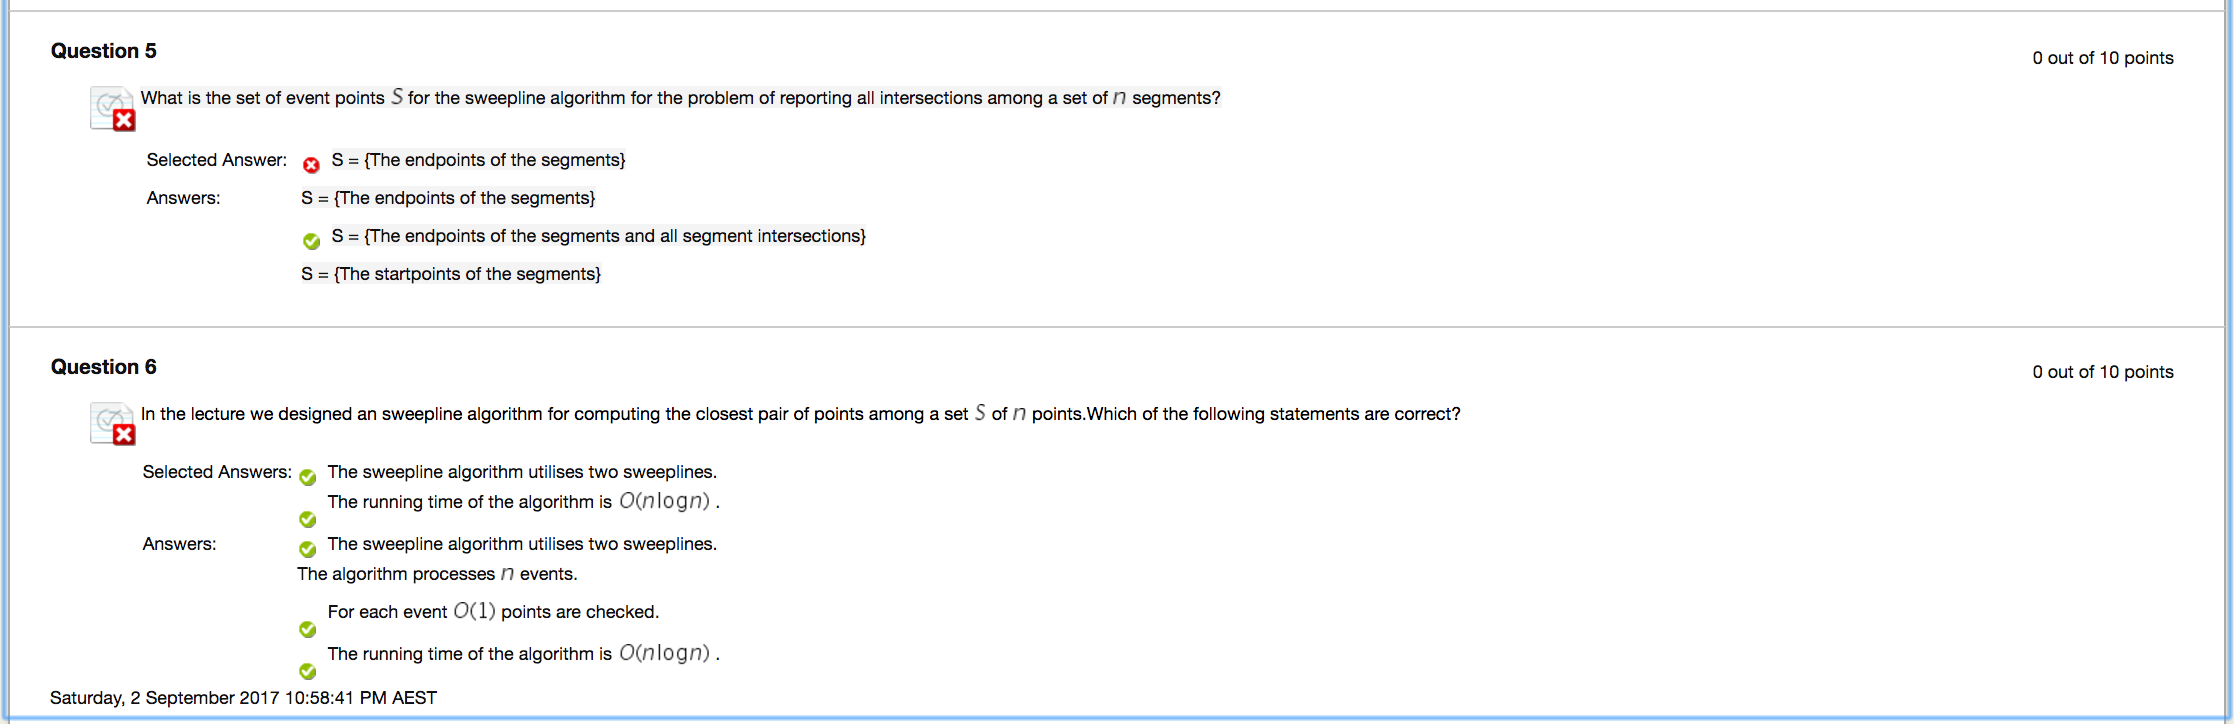 Question 5
0 out of 10 points
What is the set of event points S for the sweepline algorithm for the problem of reporting all intersections among a set of n segments?
Selected Answer: S = {The endpoints of the segments}
Answers: S = {The endpoints of the segments}
S = {The endpoints of the segments and all segment intersections}
S = {The startpoints of the segments}
Question 6
0 out of 10 points
In the lecture we designed an sweepline algorithm for computing the closest pair of points among a set S of n points.Which of the following statements are correct?
Selected Answers: The sweepline algorithm utilises two sweeplines.
The running time of the algorithm is O(nlogn) .
Answers: The sweepline algorithm utilises two sweeplines.
The algorithm processes n events.
For each event O(1) points are checked.
The running time of the algorithm is O(nlogn) .
Saturday, 2 September 2017 10:58:41 PM AEST